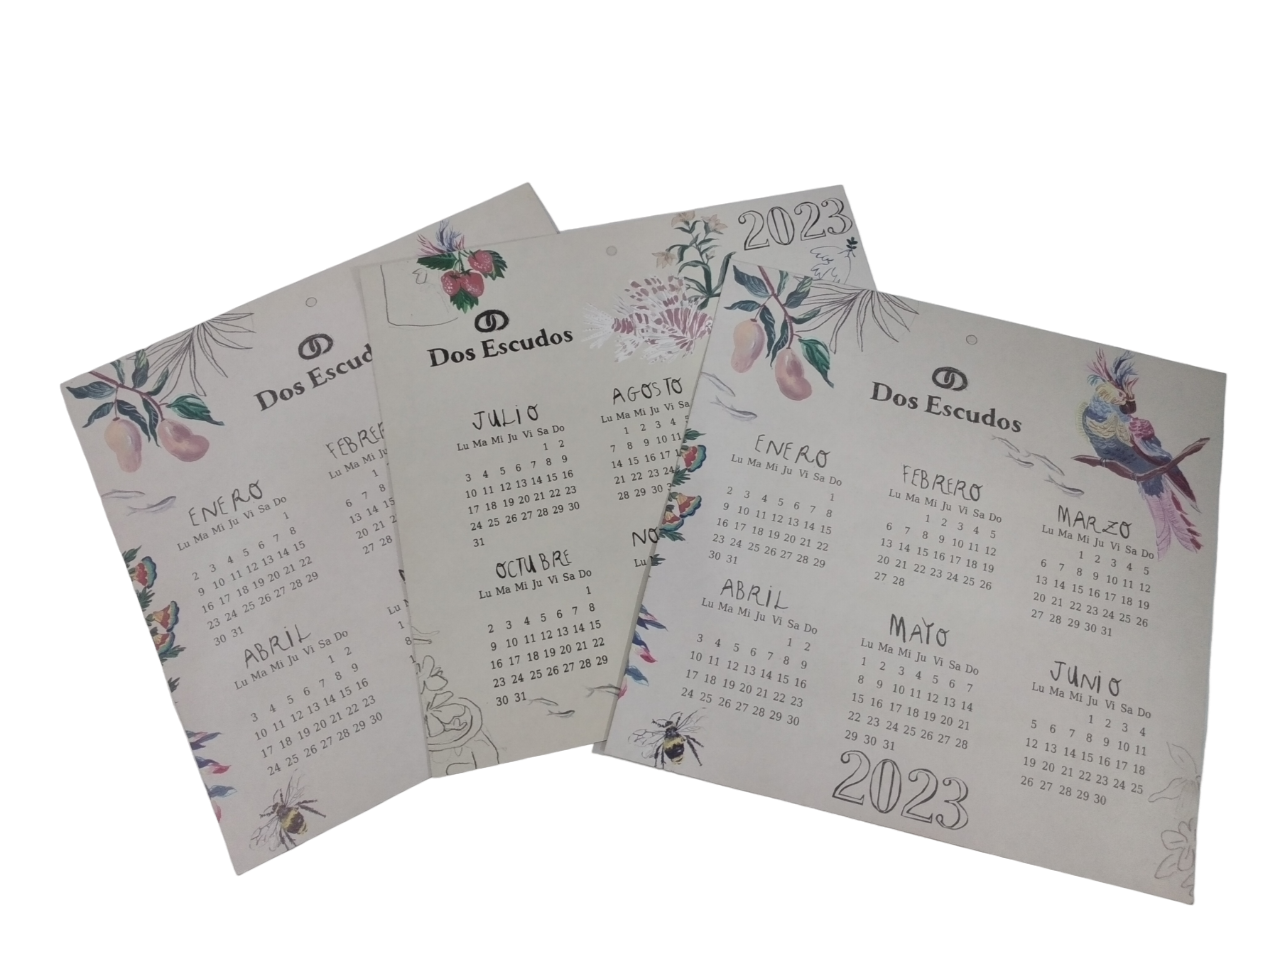 Dos Escud
ENERO
Lu Ma Mi Ju Vi Sa Do
1
2 3 4 5 6 7 8
9 10 11 12 13 14 15
16 17 18 19 20 21 22
23 24 25 26 27 28 29
30 31
FEBRER
Lu Ma Mi Ju
1
6 7 8
13 14 15
20 21 2
27 28
ABRIL
Lu Ma Mi Ju Vi Sa Do
1 2
3 4 5 6 7 8 9
10 11 12 13 14 15 16
17 18 19 20 21 22 23
24 25 26 27 28 29 30
2023
Dos Escudos
JULIO
Lu Ma Mi Ju Vi Sa Do
1 2
3 4 5 6 7 8 9
10 11 12 13 14 15 16
17 18 19 20 21 22 23
24 25 26 27 28 29 30
31
AGOSTO
Lu Ma Mi Ju Vi Sa
1 2 3 4 5
7 8 9 10 11
14 15 16 17
21 22 23 24
28 29 30
OCTUBRE
Lu Ma Mi Ju Vi Sa Do
1
2 3 4 5 6 7 8
9 10 11 12 13 14 15
16 17 18 19 20 21 22
23 24 25 26 27 28 29
30 31
NO
Lu
Dos Escudos
ENERO
Lu Ma Mi Ju Vi Sa Do
1
2 3 4 5 6 7 8
9 10 11 12 13 14 15
16 17 18 19 20 21 22
23 24 25 26 27 28 29
30 31
FEBRERO
Lu Ma Mi Ju Vi Sa Do
1 2 3 4 5
6 7 8 9 10 11 12
13 14 15 16 17 18 19
20 21 22 23 24 25 26
27 28
MARZO
Lu Ma Mi Ju Vi Sa Do
1 2 3 4 5
6 7 8 9 10 11 12
13 14 15 16 17 18 19
20 21 22 23 24 25 26
27 28 29 30 31
ABRIL
Lu Ma Mi Ju Vi Sa Do
1 2
3 4 5 6 7 8 9
10 11 12 13 14 15 16
17 18 19 20 21 22 23
24 25 26 27 28 29 30
MAYO
Lu Ma Mi Ju Vi Sa Do
1 2 3 4 5 6 7
8 9 10 11 12 13 14
15 16 17 18 19 20 21
22 23 24 25 26 27 28
29 30 31
JUNIO
Lu Ma Mi Ju Vi Sa Do
1 2 3 4
5 6 7 8 9 10 11
12 13 14 15 16 17 18
19 20 21 22 23 24 25
26 27 28 29 30
2023